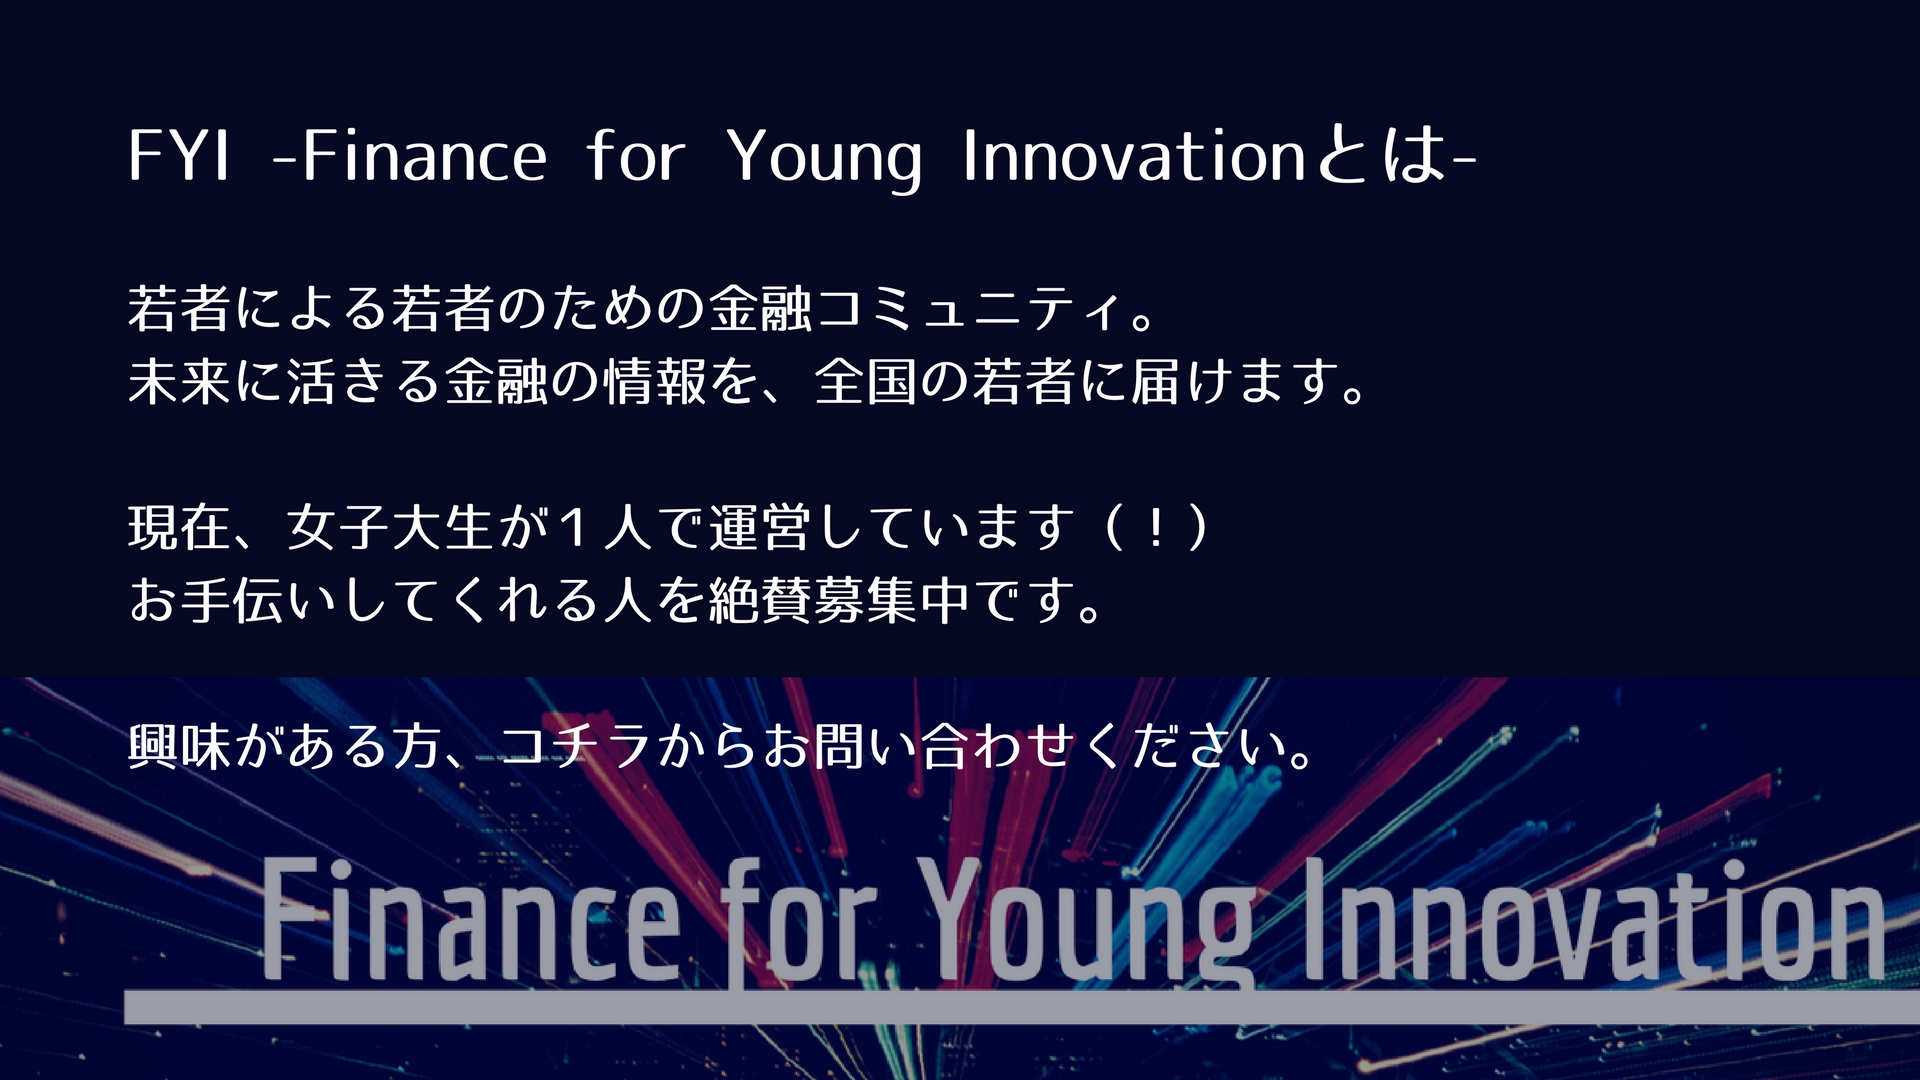 FYI -Finance for Young Innovationとは-
若者による若者のための金融コミュニティ。
未来に活きる金融の情報を、全国の若者に届けます。
現在、女子大生が１人で運営しています（！）
お手伝いしてくれる人を絶賛募集中です。
興味がある方、コチラからお問い合わせください。
Finance for Young Innovation